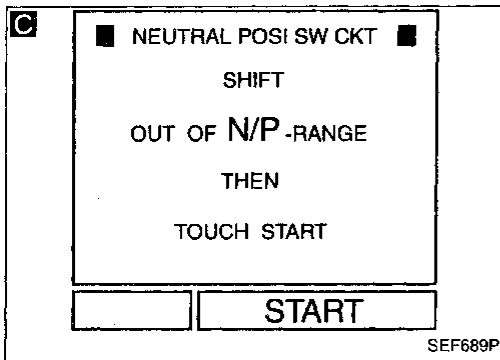 C
NEUTRAL POSI SW CKT
SHIFT
OUT OF N/P -RANGE
THEN
TOUCH START
START
SEF689P